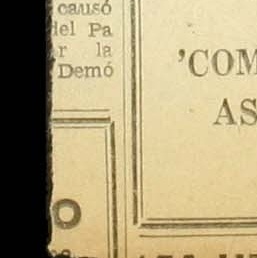 causó
del Pa
r la
Demó
'COM
AS
O